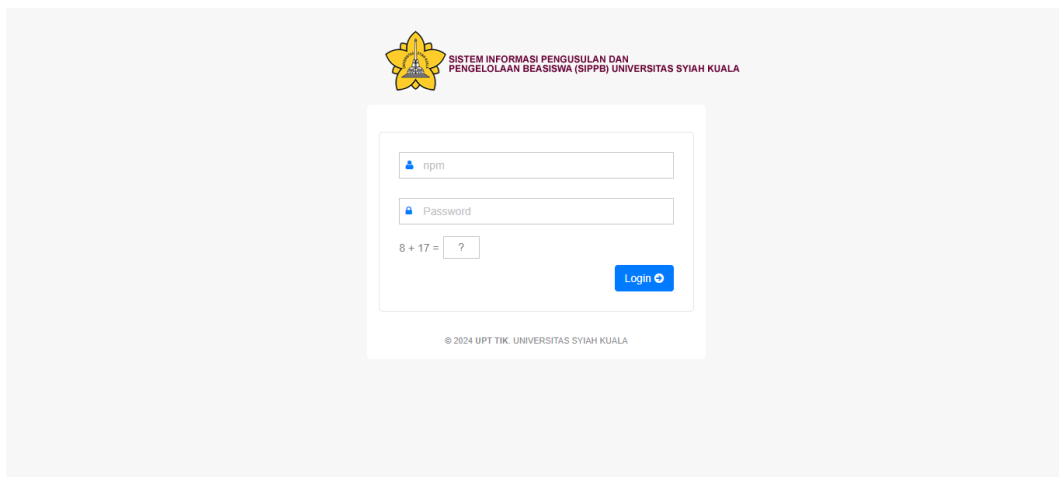 SISTEM INFORMASI PENGUSULAN DAN
PENGELOLAAN BEASISWA (SIPPB) UNIVERSITAS SYIAH KUALA
npm
Password
8 + 17 = ?
Login
© 2024 UPT TIK. UNIVERSITAS SYIAH KUALA